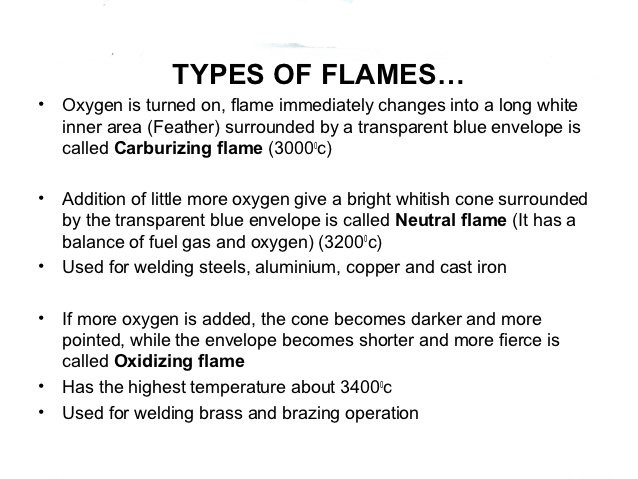 TYPES OF FLAMES…
• Oxygen is turned on, flame immediately changes into a long white
inner area (Feather) surrounded by a transparent blue envelope is
called Carburizing flame (3000⁰c)
• Addition of little more oxygen give a bright whitish cone surrounded
by the transparent blue envelope is called Neutral flame (It has a
balance of fuel gas and oxygen) (3200⁰c)
• Used for welding steels, aluminium, copper and cast iron
• If more oxygen is added, the cone becomes darker and more
pointed, while the envelope becomes shorter and more fierce is
called Oxidizing flame
• Has the highest temperature about 3400⁰c
• Used for welding brass and brazing operation